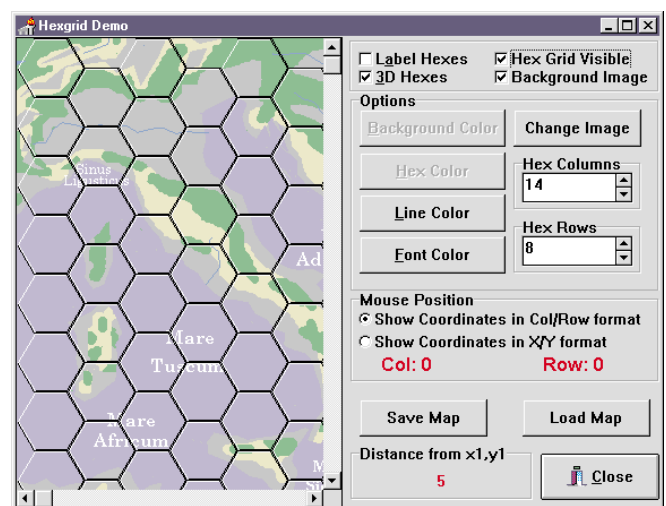 Hexgrid Demo
Label Hexes
Hex Grid Visible
3D Hexes
Background Image
Options
Background Color
Change Image
Hex Color
Hex Columns
14
Line Color
Hex Rows
8
Font Color
Mouse Position
Show Coordinates in Col/Row format
Show Coordinates in X/Y format
Col: 0
Row: 0
Save Map
Load Map
Distance from x1,y1
5
Close
Sinus
Ligusticus
Ad
Mare
Tuscum
Mare
Africum
M